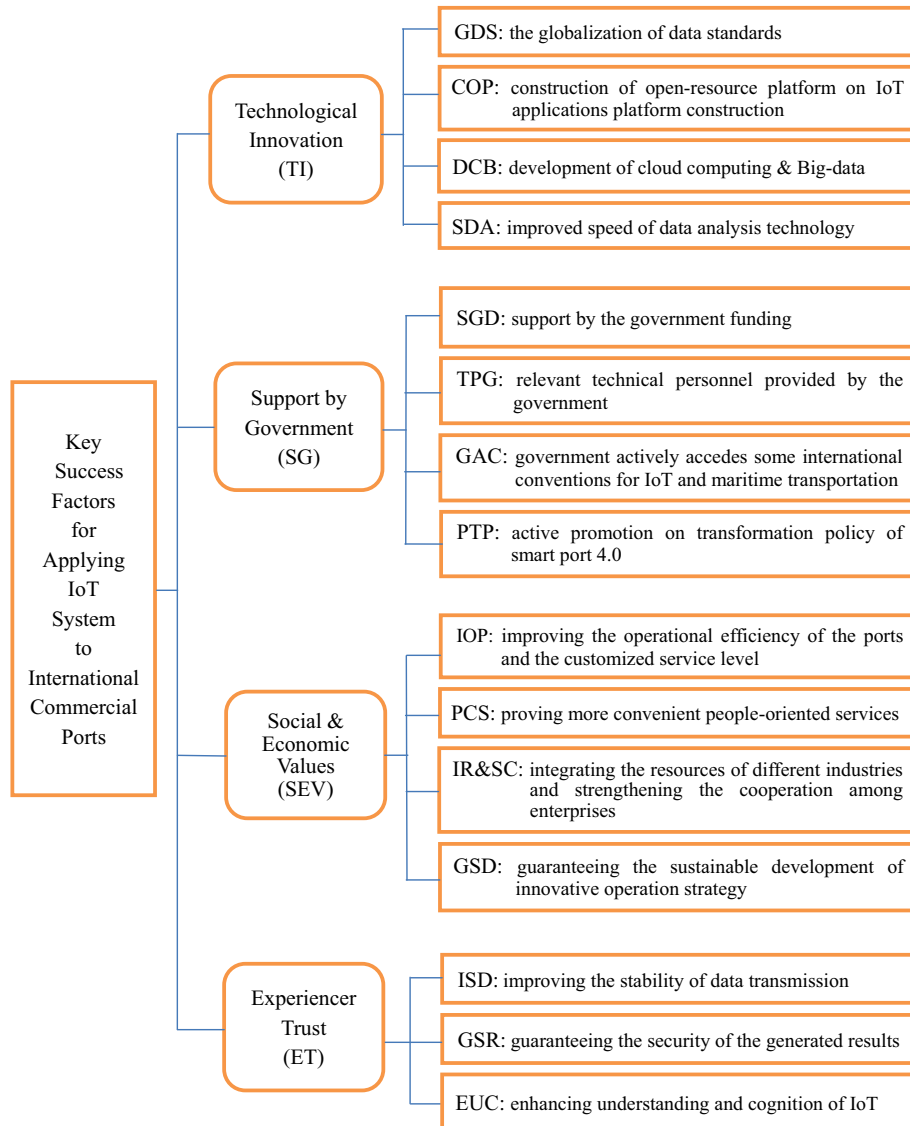 Key
Success
Factors
for
Applying
IoT
System
to
International
Commercial
Ports
Technological
Innovation
(TI)
GDS: the globalization of data standards
COP: construction of open-resource platform on IoT
applications platform construction
DCB: development of cloud computing & Big-data
SDA: improved speed of data analysis technology
Support by
Government
(SG)
SGD: support by the government funding
TPG: relevant technical personnel provided by the
government
GAC: government actively accedes some international
conventions for IoT and maritime transportation
PTP: active promotion on transformation policy of
smart port 4.0
Social &
Economic
Values
(SEV)
IOP: improving the operational efficiency of the ports
and the customized service level
PCS: proving more convenient people-oriented services
IR&SC: integrating the resources of different industries
and strengthening the cooperation among
enterprises
GSD: guaranteeing the sustainable development of
innovative operation strategy
Experiencer
Trust
(ET)
ISD: improving the stability of data transmission
GSR: guaranteeing the security of the generated results
EUC: enhancing understanding and cognition of IoT